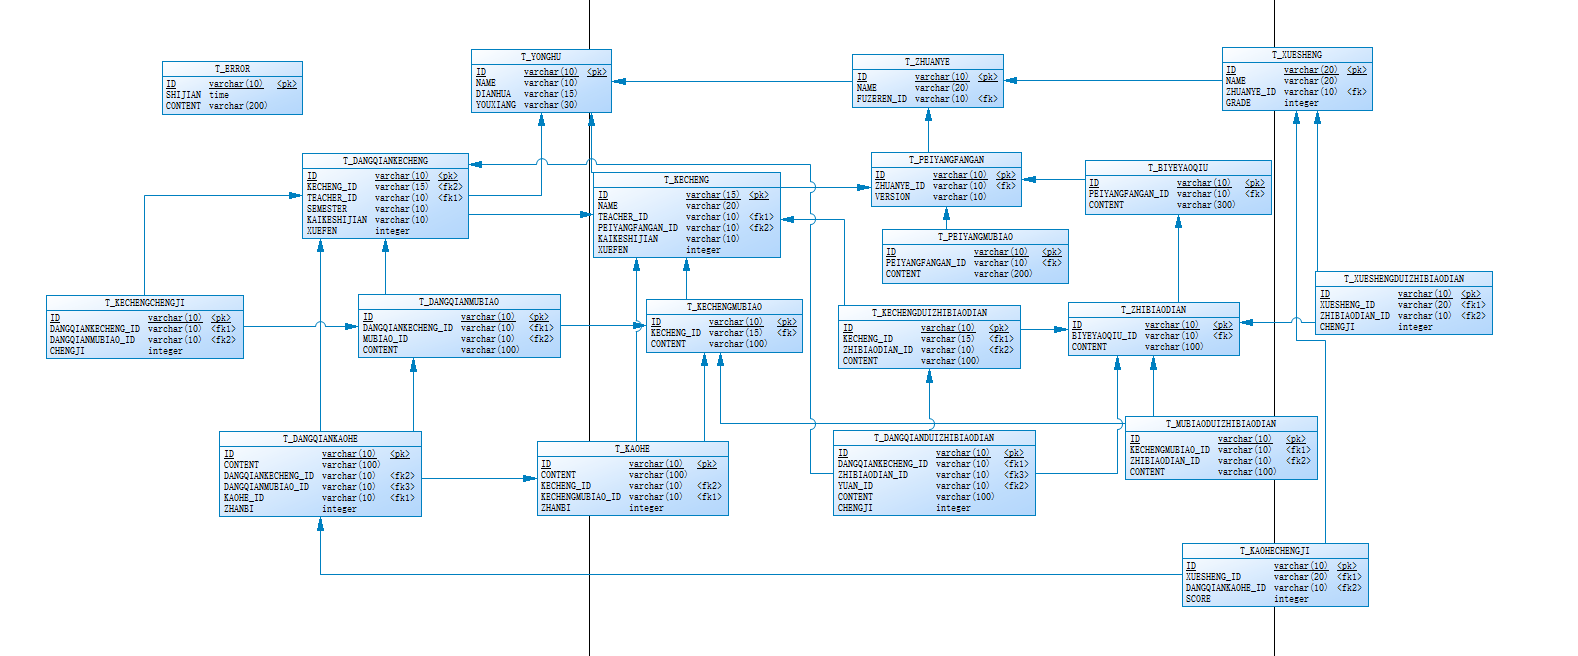 T_ERROR
ID varchar(10) <pk>
SHIJIAN time
CONTENT varchar(200)
T_YONGHU
ID varchar(10) <pk>
NAME varchar(10)
DIANHUA varchar(15)
YOUXIANG varchar(30)
T_ZHUANYE
ID varchar(10) <pk>
NAME varchar(20)
FUZEREN_ID varchar(10) <fk>
T_XUESHENG
ID varchar(20) <pk>
NAME varchar(20)
ZHUANYE_ID varchar(10) <fk>
GRADE integer
T_DANGQIANKECHENG
ID varchar(10) <pk>
KECHENG_ID varchar(15) <fk2>
TEACHER_ID varchar(10) <fk1>
SEMESTER varchar(10)
KAIKESHIJIAN varchar(10)
XUEFEN integer
T_KECHENG
ID varchar(15) <pk>
NAME varchar(20)
TEACHER_ID varchar(10) <fk1>
PEIYANGFANGAN_ID varchar(10) <fk2>
KAIKESHIJIAN varchar(10)
XUEFEN integer
T_PEIYANGFANGAN
ID varchar(10) <pk>
ZHUANYE_ID varchar(10) <fk>
VERSION varchar(10)
T_BIYEYAOQIU
ID varchar(10) <pk>
PEIYANGFANGAN_ID varchar(10) <fk>
CONTENT varchar(300)
T_PEIYANGMUBIAO
ID varchar(10) <pk>
PEIYANGFANGAN_ID varchar(10) <fk>
CONTENT varchar(200)
T_XUESHENGDUIZHIBIAODIAN
ID varchar(10) <pk>
XUESHENG_ID varchar(20) <fk1>
ZHIBIAODIAN_ID varchar(10) <fk2>
CHENGJI integer
T_KECHENGCHENGJI
ID varchar(10) <pk>
DANGQIANKECHENG_ID varchar(10) <fk1>
DANGQIANMUBIAO_ID varchar(10) <fk2>
CHENGJI integer
T_DANGQIANMUBIAO
ID varchar(10) <pk>
DANGQIANKECHENG_ID varchar(10) <fk1>
MUBIAO_ID varchar(10) <fk2>
CONTENT varchar(100)
T_KECHENGMUBIAO
ID varchar(10) <pk>
KECHENG_ID varchar(15) <fk>
CONTENT varchar(100)
T_KECHENGDUIZHIBIAODIAN
ID varchar(10) <pk>
KECHENG_ID varchar(15) <fk1>
ZHIBIAODIAN_ID varchar(10) <fk2>
CONTENT varchar(100)
T_ZHIBIAODIAN
ID varchar(10) <pk>
BIYEYAOQIU_ID varchar(10) <fk>
CONTENT varchar(100)
T_DANGQIANKAOHE
ID varchar(10) <pk>
CONTENT varchar(100)
DANGQIANKECHENG_ID varchar(10) <fk2>
DANGQIANMUBIAO_ID varchar(10) <fk3>
KAOHE_ID varchar(10) <fk1>
ZHANBI integer
T_KAOHE
ID varchar(10) <pk>
CONTENT varchar(100)
KECHENG_ID varchar(15) <fk2>
KECHENGMUBIAO_ID varchar(10) <fk1>
ZHANBI integer
T_DANGQIANDUIZHIBIAODIAN
ID varchar(10) <pk>
DANGQIANKECHENG_ID varchar(10) <fk1>
ZHIBIAODIAN_ID varchar(10) <fk3>
YUAN_ID varchar(10) <fk2>
CONTENT varchar(100)
CHENGJI integer
T_MUBIAODUIZHIBIAODIAN
ID varchar(10) <pk>
KECHENGMUBIAO_ID varchar(10) <fk1>
ZHIBIAODIAN_ID varchar(10) <fk2>
CONTENT varchar(100)
T_KAOHECHENGJI
ID varchar(10) <pk>
XUESHENG_ID varchar(20) <fk1>
DANGQIANKAOHE_ID varchar(10) <fk2>
SCORE integer